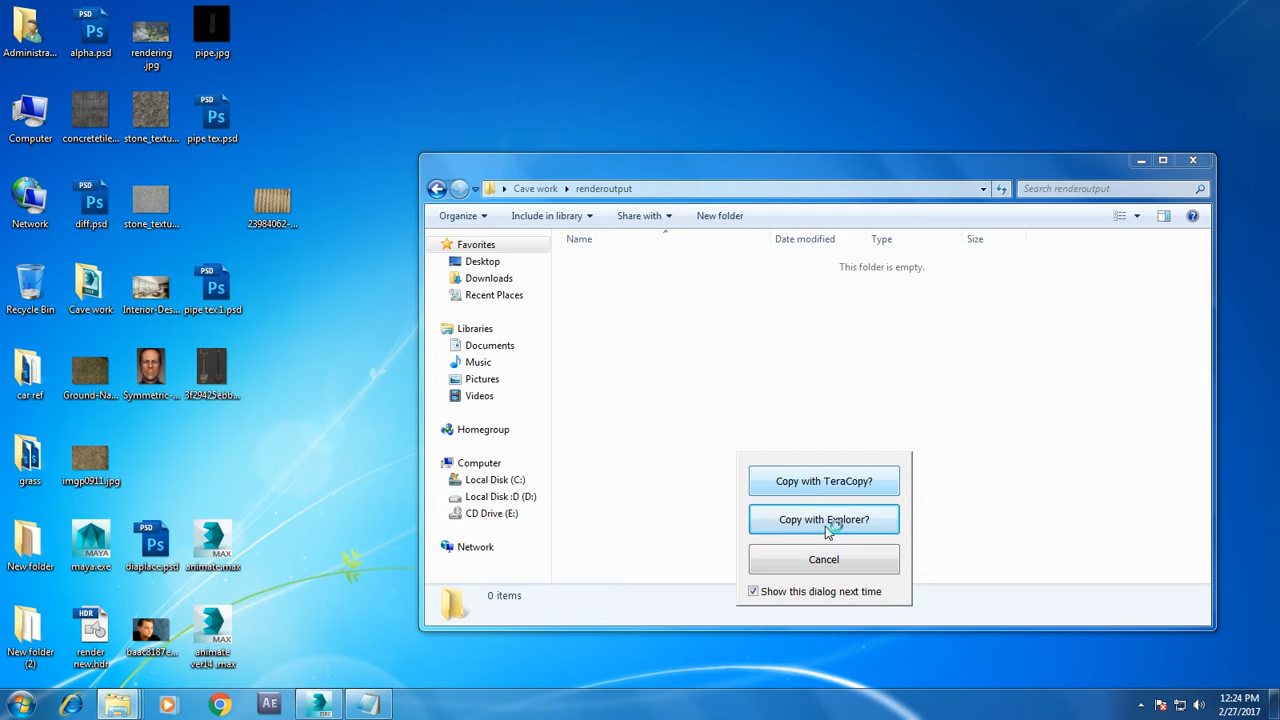 Administra...
alpha.psd
rendering
.jpg
pipe.jpg
Computer
concretetile...
stone_textu...
pipe tex.psd
Network
diff.psd
stone_textu...
23984062-...
Recycle Bin
Cave work
Interior-Des...
pipe tex 1.psd
car ref
Ground-Na...
Symmetric-...
3f29425ebb...
grass
imgp0911.jpg
New folder
maya.exe
diaplace.psd
animate.max
New folder
(2)
render
new.hdr
baac8187e...
animate
ver14 .max
Cave work
renderoutput
Search renderoutput
Organize
Include in library
Share with
New folder
Name
Date modified
Type
Size
This folder is empty.
Favorites
Desktop
Downloads
Recent Places
Libraries
Documents
Music
Pictures
Videos
Homegroup
Computer
Local Disk (C:)
Local Disk :D (D:)
CD Drive (E:)
Network
Copy with TeraCopy?
Copy with Explorer?
Cancel
Show this dialog next time
0 items
12:24 PM
2/27/2017